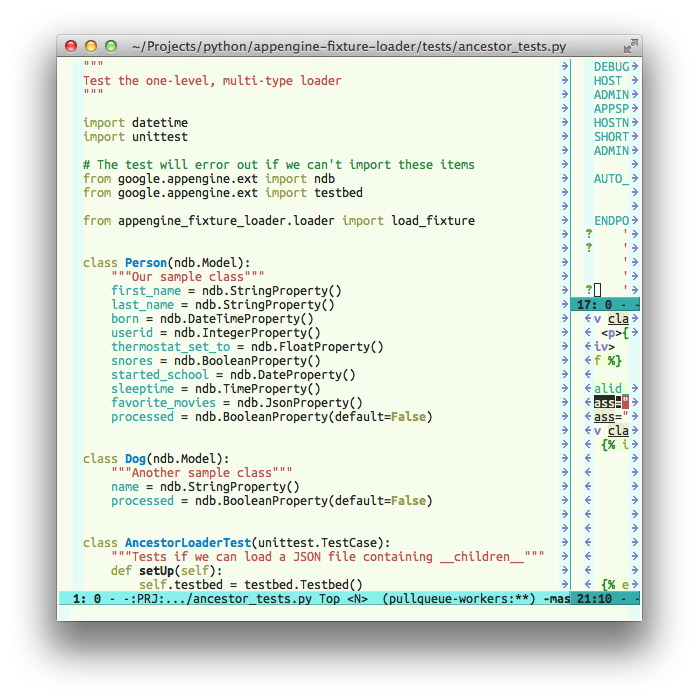 ~/Projects/python/appengine-fixture-loader/tests/ancestor_tests.py
"""
Test the one-level, multi-type loader
"""
import datetime
import unittest
# The test will error out if we can't import these items
from google.appengine.ext import ndb
from google.appengine.ext import testbed
from appengine_fixture_loader.loader import load_fixture
class Person(ndb.Model):
"""Our sample class"""
first_name = ndb.StringProperty()
last_name = ndb.StringProperty()
born = ndb.DateTimeProperty()
userid = ndb.IntegerProperty()
thermostat_set_to = ndb.FloatProperty()
snores = ndb.BooleanProperty()
started_school = ndb.DateProperty()
sleeptime = ndb.TimeProperty()
favorite_movies = ndb.JsonProperty()
processed = ndb.BooleanProperty(default=False)
class Dog(ndb.Model):
"""Another sample class"""
name = ndb.StringProperty()
processed = ndb.BooleanProperty(default=False)
class AncestorLoaderTest(unittest.TestCase):
"""Tests if we can load a JSON file containing __children__"""
def setUp(self):
self.testbed = testbed.Testbed()
1: 0 - -:PRJ:.../ancestor_tests.py Top <N> (pullqueue-workers:**) -mas
DEBUG
HOST
ADMIN
APPSP
HOSTN
SHORT
ADMIN
AUTO_
ENDPO
? '
? '
'
'
? '
17: 0 - -
v cla
<p>{
iv>
f %}
alid_
ass="
ass="
v cla
{% i
{% e
21:10 - -